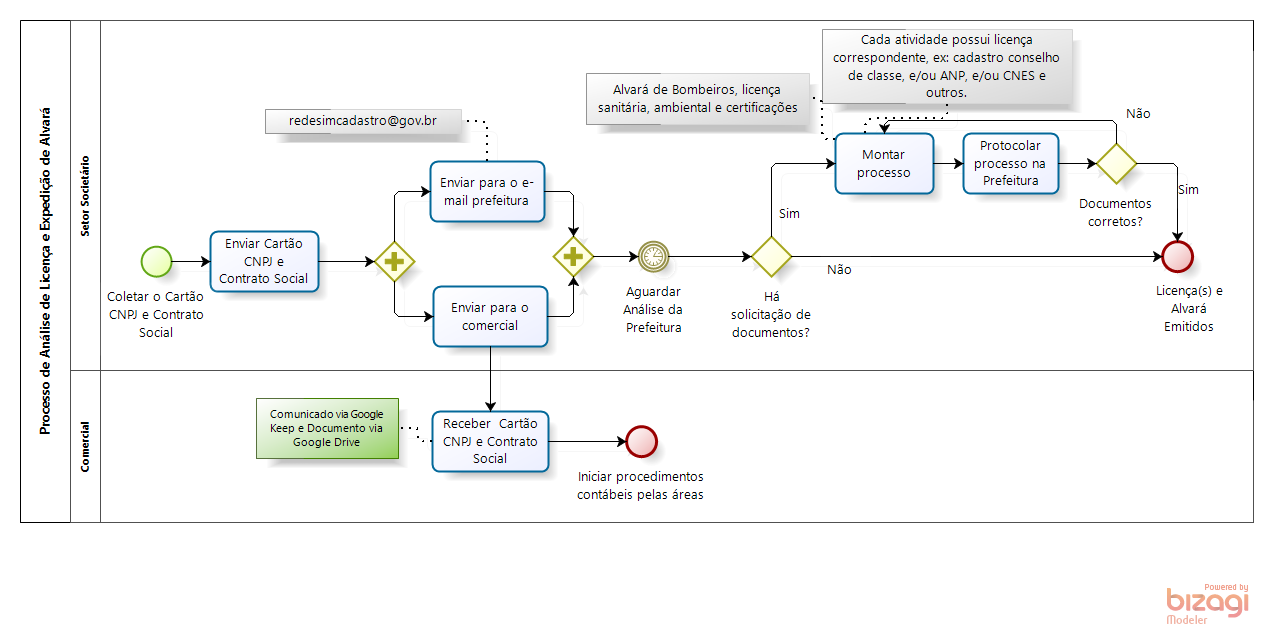 Processo de Análise de Licença e Expedição de Alvará
Setor Societário
Cada atividade possui licença
correspondente, ex: cadastro conselho
de classe, e/ou ANP, e/ou CNES e
outros.
Alvará de Bombeiros, licença
sanitária, ambiental e certificações
redesimcadastro@gov.br
Não
Montar
processo
Protocolar
processo na
Prefeitura
Enviar para o e-
mail prefeitura
Sim
Documentos
corretos?
Sim
Enviar Cartão
CNPJ e
Contrato Social
Não
Coletar o Cartão
CNPJ e Contrato
Social
Enviar para o
comercial
Aguardar
Análise da
Prefeitura
Há
solicitação de
documentos?
Licença(s) e
Alvará
Emitidos
Comercial
Comunicado via Google
Keep e Documento via
Google Drive
Receber Cartão
CNPJ e Contrato
Social
Iniciar procedimentos
contábeis pelas áreas
Powered by
bizagi
Modeler